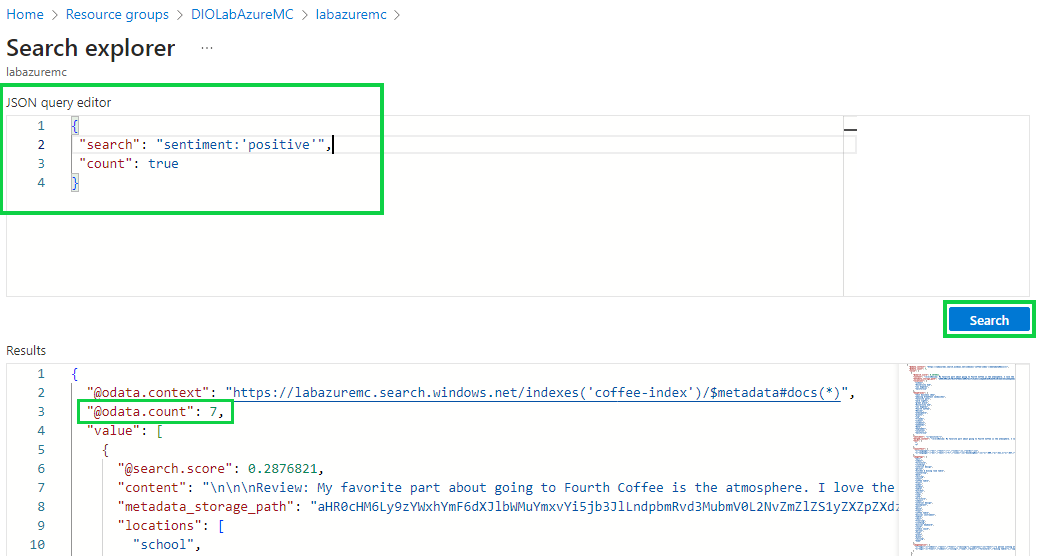 Home > Resource groups > DIOLabAzureMC > labazuremc >
Search explorer ...
labazuremc
JSON query editor
1 {
2 "search": "sentiment:'positive'",
3 "count": true
4 }
Search
Results
1 {
2 "@odata.context": "https://labazuremc.search.windows.net/indexes('coffee-index')/$metadata#docs(*)",
3 "@odata.count": 7,
4 "value": [
5 {
6 "@search.score": 0.2876821,
7 "content": "\n\n\nReview: My favorite part about going to Fourth Coffee is the atmosphere. I love the
8 "metadata_storage_path":
9 "locations": [
10 "school",